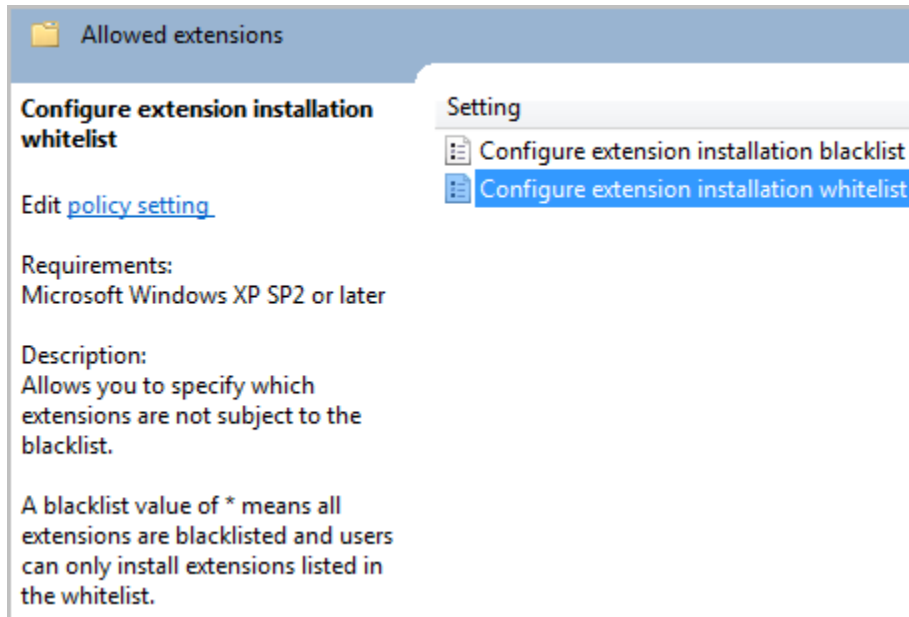 Allowed extensions
Configure extension installation
whitelist
Edit policy setting
Requirements:
Microsoft Windows XP SP2 or later
Description:
Allows you to specify which
extensions are not subject to the
blacklist.
A blacklist value of * means all
extensions are blacklisted and users
can only install extensions listed in
the whitelist.
Setting
Configure extension installation blacklist
Configure extension installation whitelist